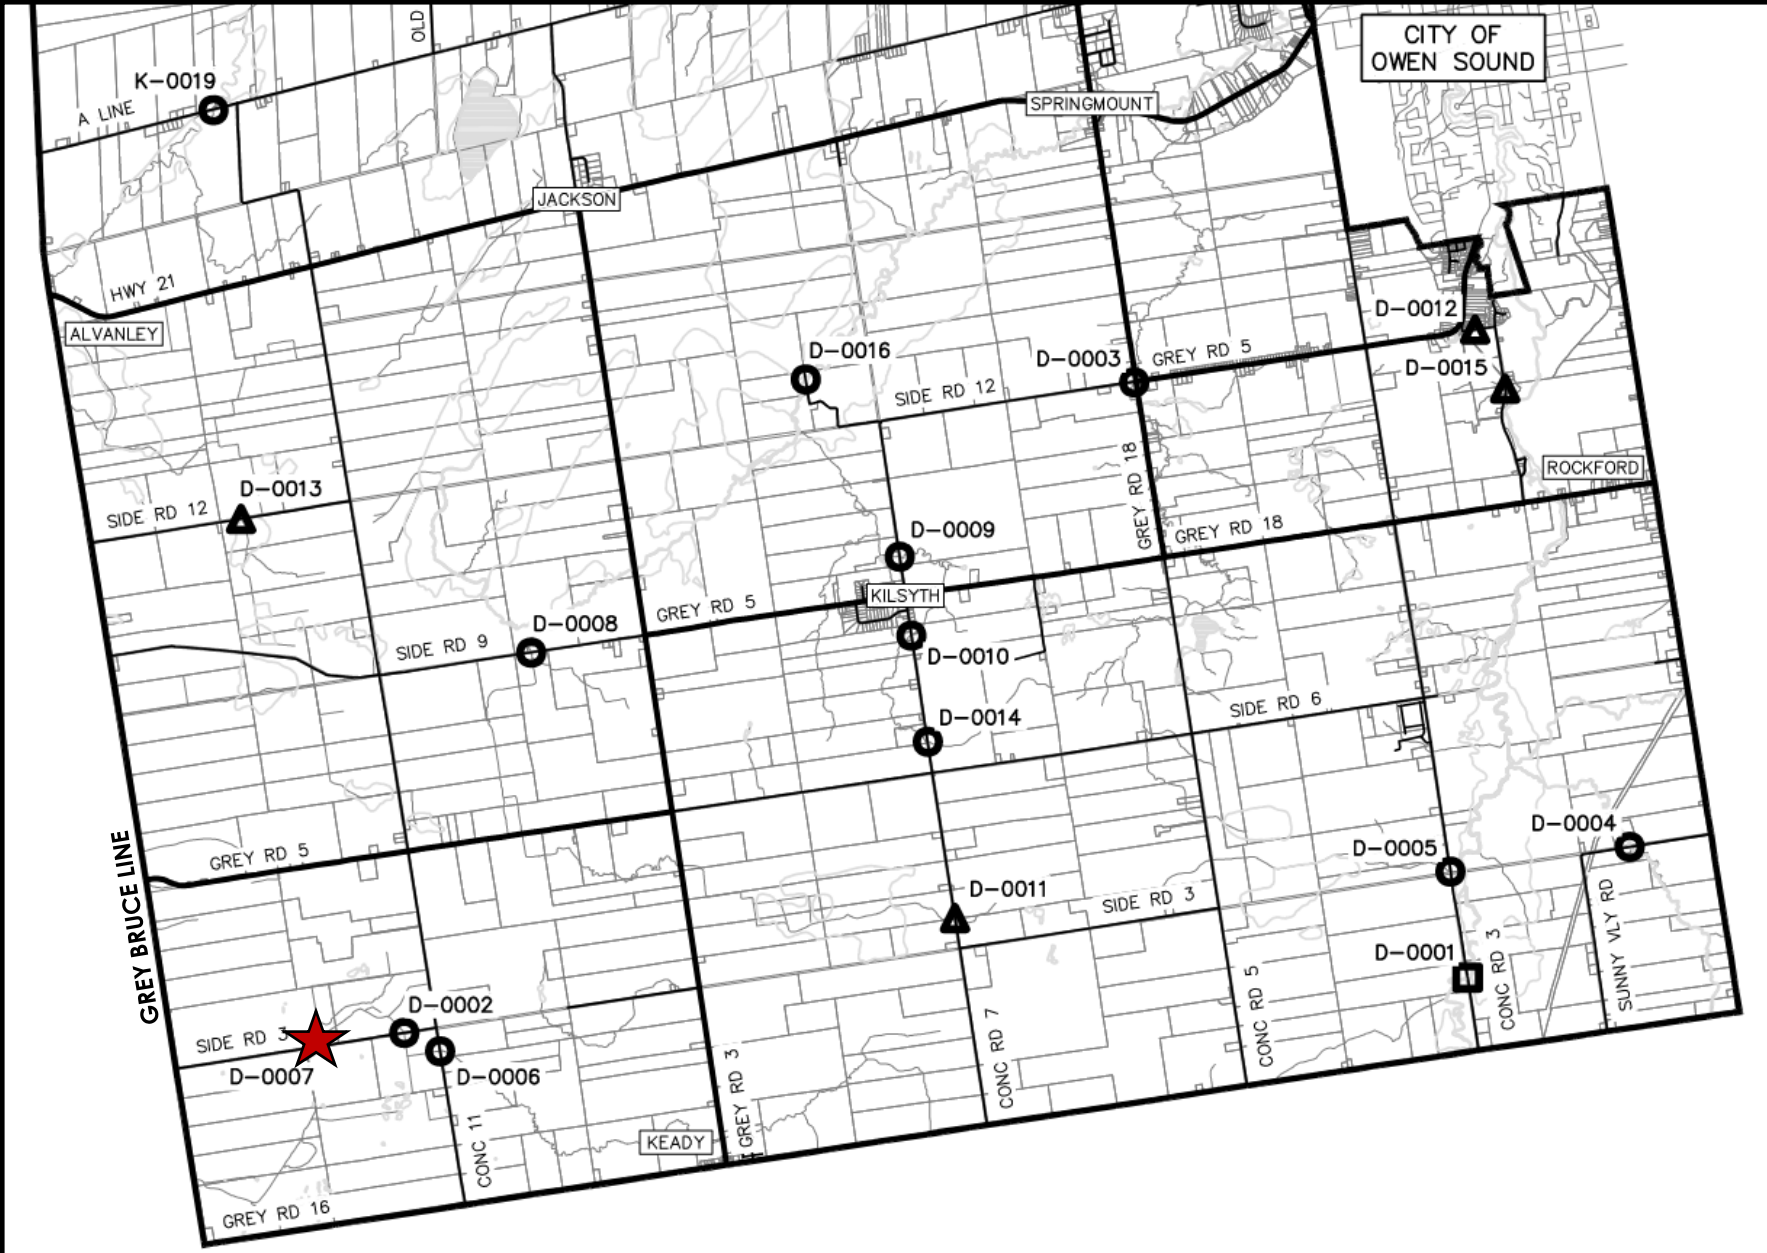 OLD
CITY OF
OWEN SOUND
K-0019
A LINE
SPRINGMOUNT
JACKSON
HWY 21
ALVANLEY
D-0012
D-0016
D-0003
GREY RD 5
D-0015
SIDE RD 12
GREY RD 18
ROCKFORD
D-0013
SIDE RD 12
D-0009
GREY RD 18
KILSYTH
GREY RD 5
D-0008
SIDE RD 9
D-0010
D-0014
SIDE RD 6
GREY BRUCE LINE
GREY RD 5
D-0004
D-0005
D-0011
SIDE RD 3
SUNNY VLY RD
D-0001
CONC RD 3
CONC RD 5
D-0002
SIDE RD 3
D-0007
D-0006
CONC RD 7
GREY RD 3
CONC 11
KEADY
GREY RD 16